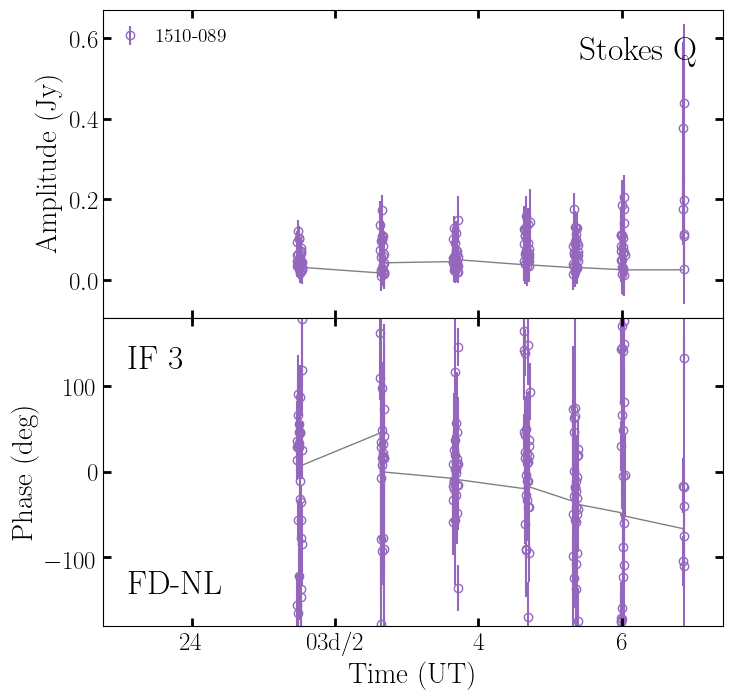 1510-089
Stokes Q
0.6
0.4
0.2
0.0
Amplitude (Jy)
IF 3
100
0
−100
Phase (deg)
FD-NL
24 03d/2 4 6
Time (UT)